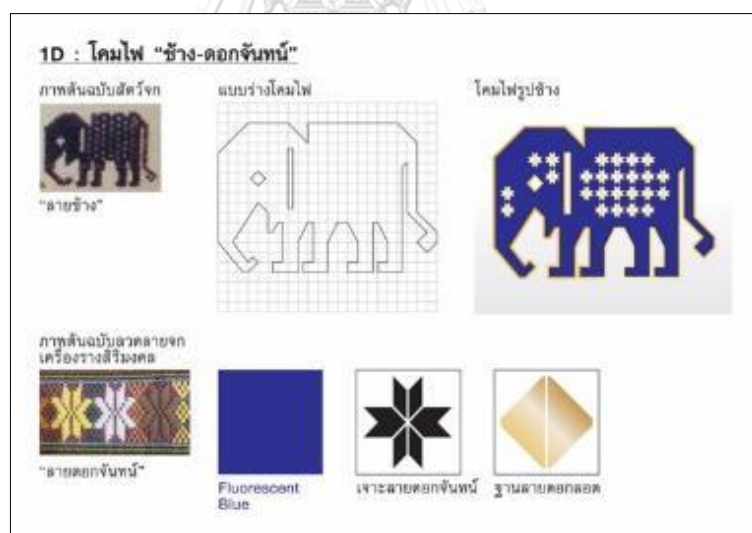 1D : โคมไฟ “ช้าง-ดอกจันทน์”
ภาพต้นฉบับสัตว์จก
แบบร่างโคมไฟ
โคมไฟรูปช้าง
“ลายช้าง”
ภาพต้นฉบับลวดลายจก
เครื่องรางสิริมงคล
“ลายดอกจันทน์”
Fluorescent
Blue
เจาะลายดอกจันทน์
ฐานลายดอกลอด